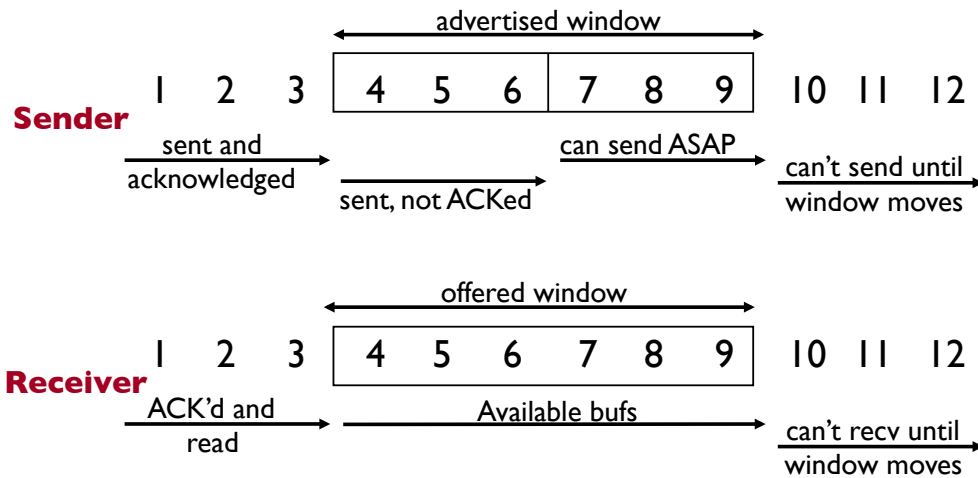 advertised window
1 2 3 4 5 6 7 8 9 10 11 12
Sender
sent and
acknowledged
sent, not ACKed
can send ASAP
can't send until
window moves
offered window
1 2 3 4 5 6 7 8 9 10 11 12
Receiver
ACK'd and
read
Available bufs
can't recv until
window moves